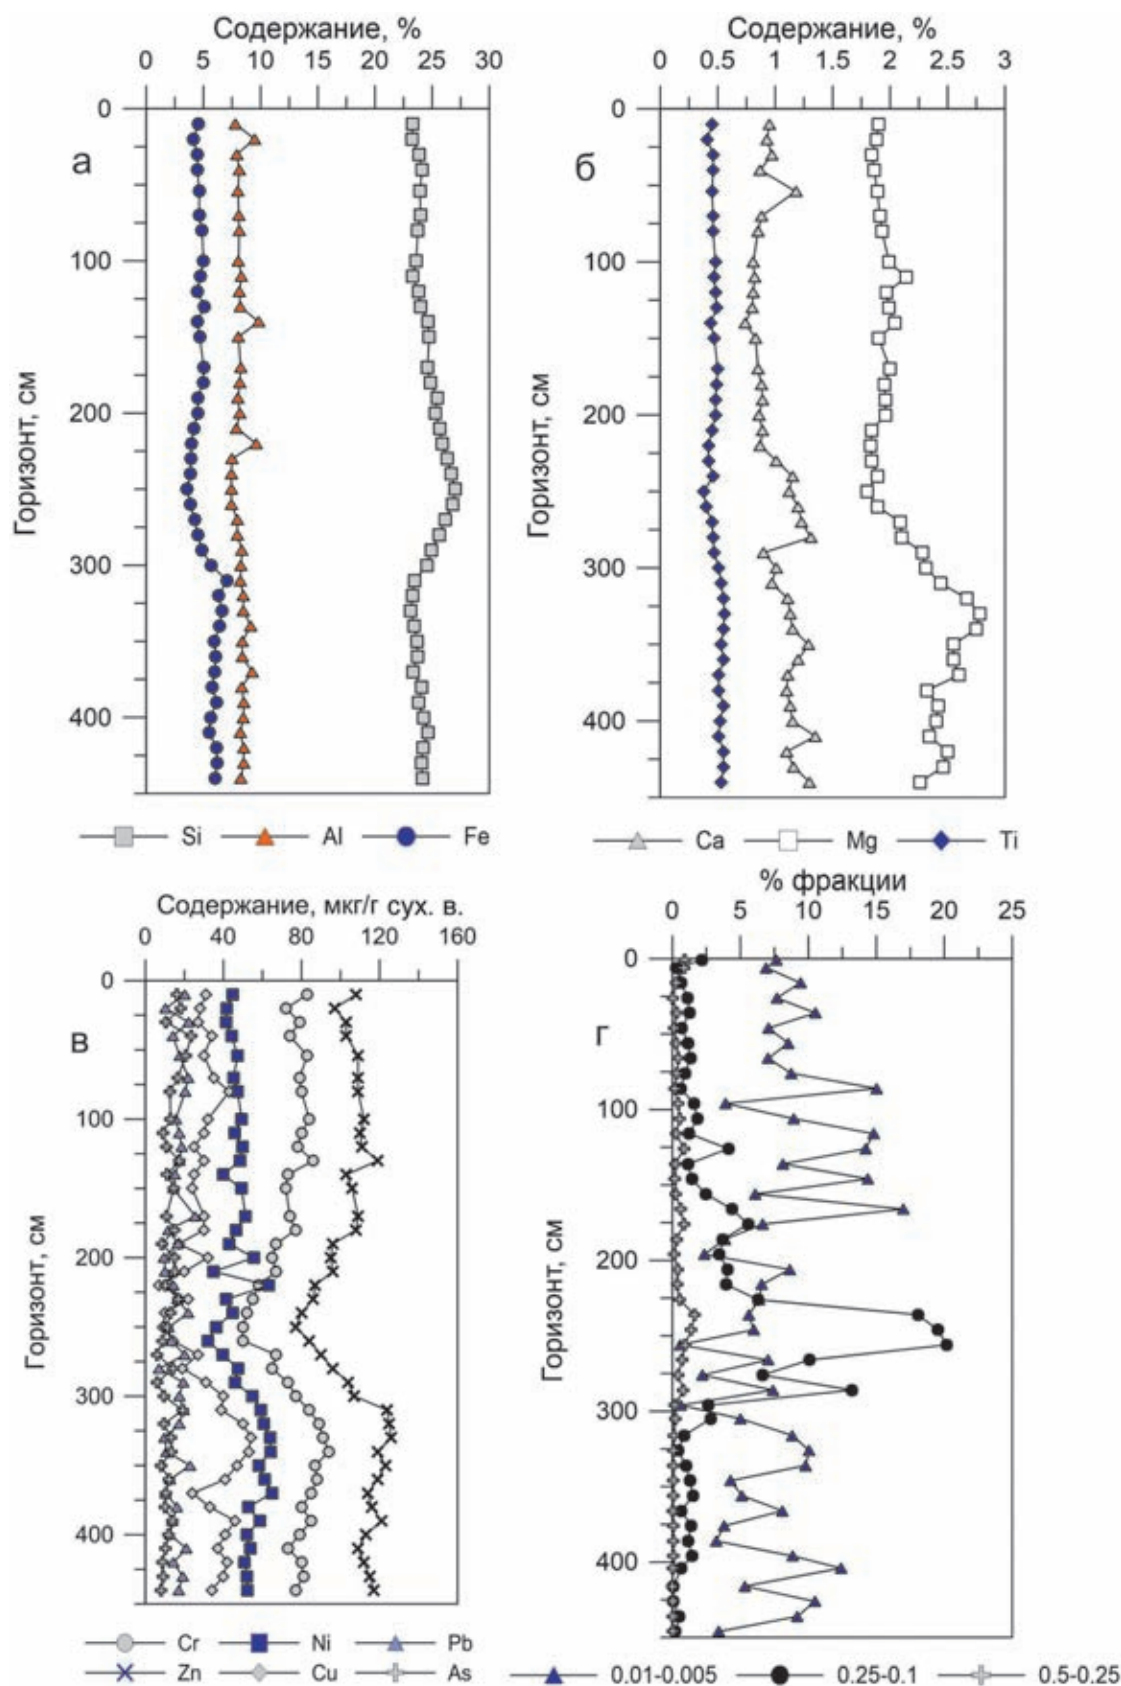 Содержание, %
0 5 10 15 20 25 30
0
100
200
300
400
Горизонт, см
а
Si Al Fe
Содержание, %
0 0.5 1 1.5 2 2.5 3
0
100
200
300
400
Горизонт, см
б
Ca Mg Ti
Содержание, мкг/г сух. в.
0 40 80 120 160
0
100
200
300
400
Горизонт, см
в
Cr Ni Pb
Zn Cu As
% фракции
0 5 10 15 20 25
0
100
200
300
400
Горизонт, см
г
0.01-0.005 0.25-0.1 0.5-0.25